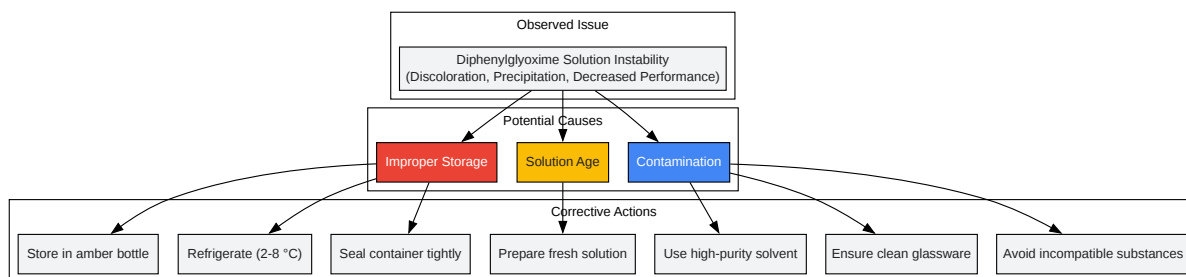 Observed Issue
Diphenylglyoxime Solution Instability
(Discoloration, Precipitation, Decreased Performance)
Potential Causes
Improper Storage
Solution Age
Contamination
Corrective Actions
Store in amber bottle
Refrigerate (2-8 °C)
Seal container tightly
Prepare fresh solution
Use high-purity solvent
Ensure clean glassware
Avoid incompatible substances